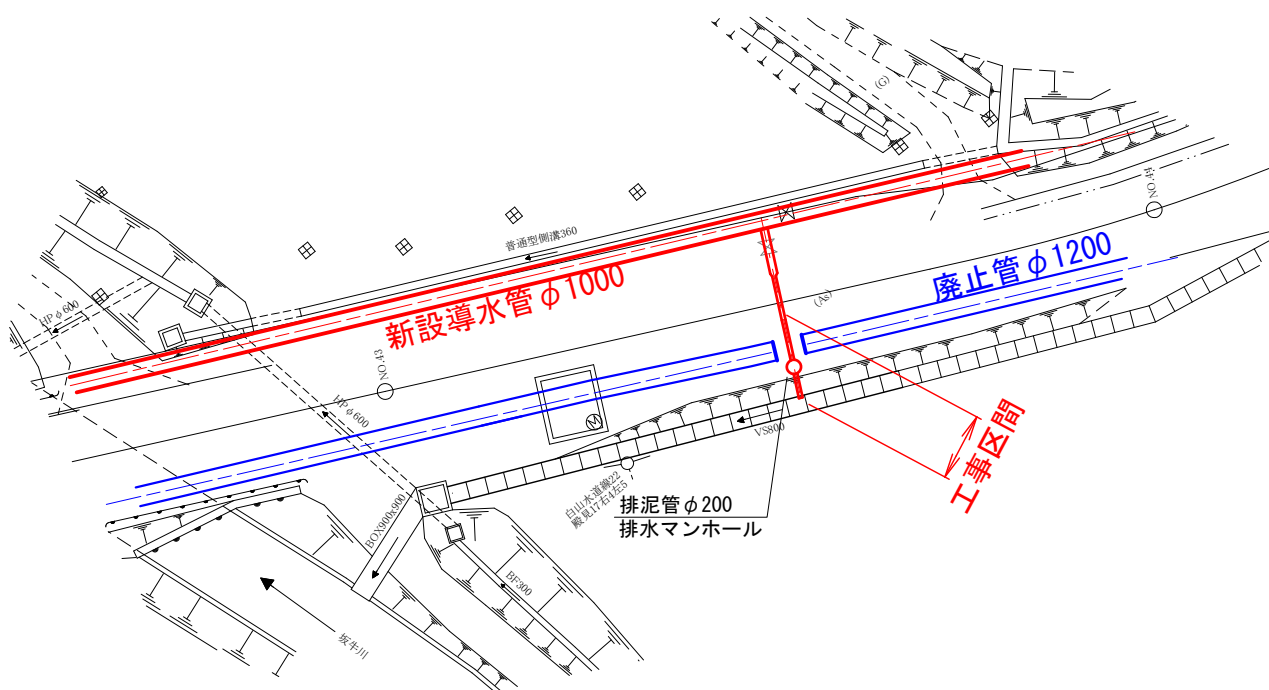 (G)
NO.44
普通型側溝360
廃止管φ1200
新設導水管φ1000
HPφ600
(As)
NO.43
HPφ600
M
VS800
工事区間
白山水道線22
殿見17右4左5
排泥管φ200
排水マンホール
BOX900x900
BF300
坂牛川